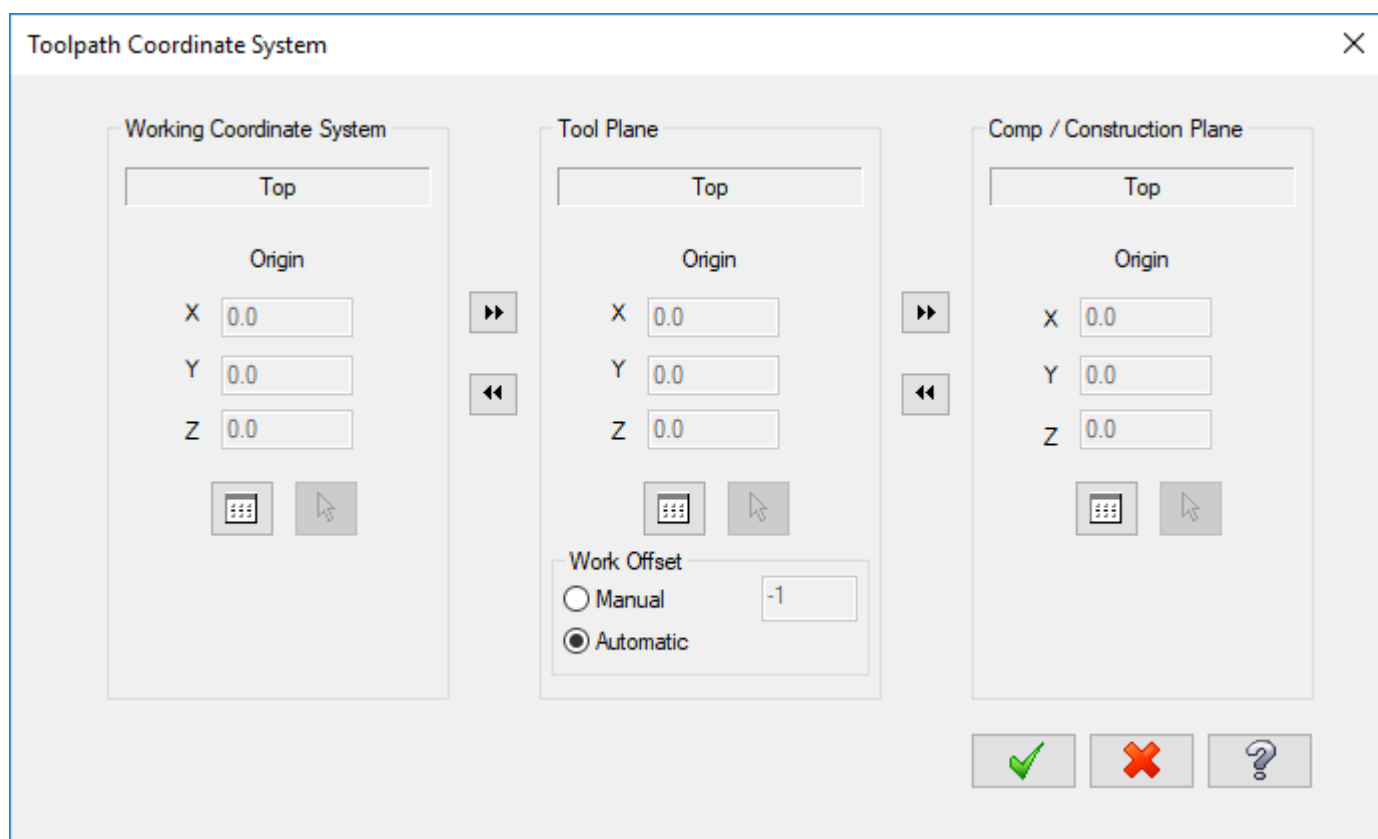 Toolpath Coordinate System
Working Coordinate System
Top
Origin
X 0.0
Y 0.0
Z 0.0
Tool Plane
Top
Origin
X 0.0
Y 0.0
Z 0.0
Work Offset
Manual -1
Automatic
Comp / Construction Plane
Top
Origin
X 0.0
Y 0.0
Z 0.0